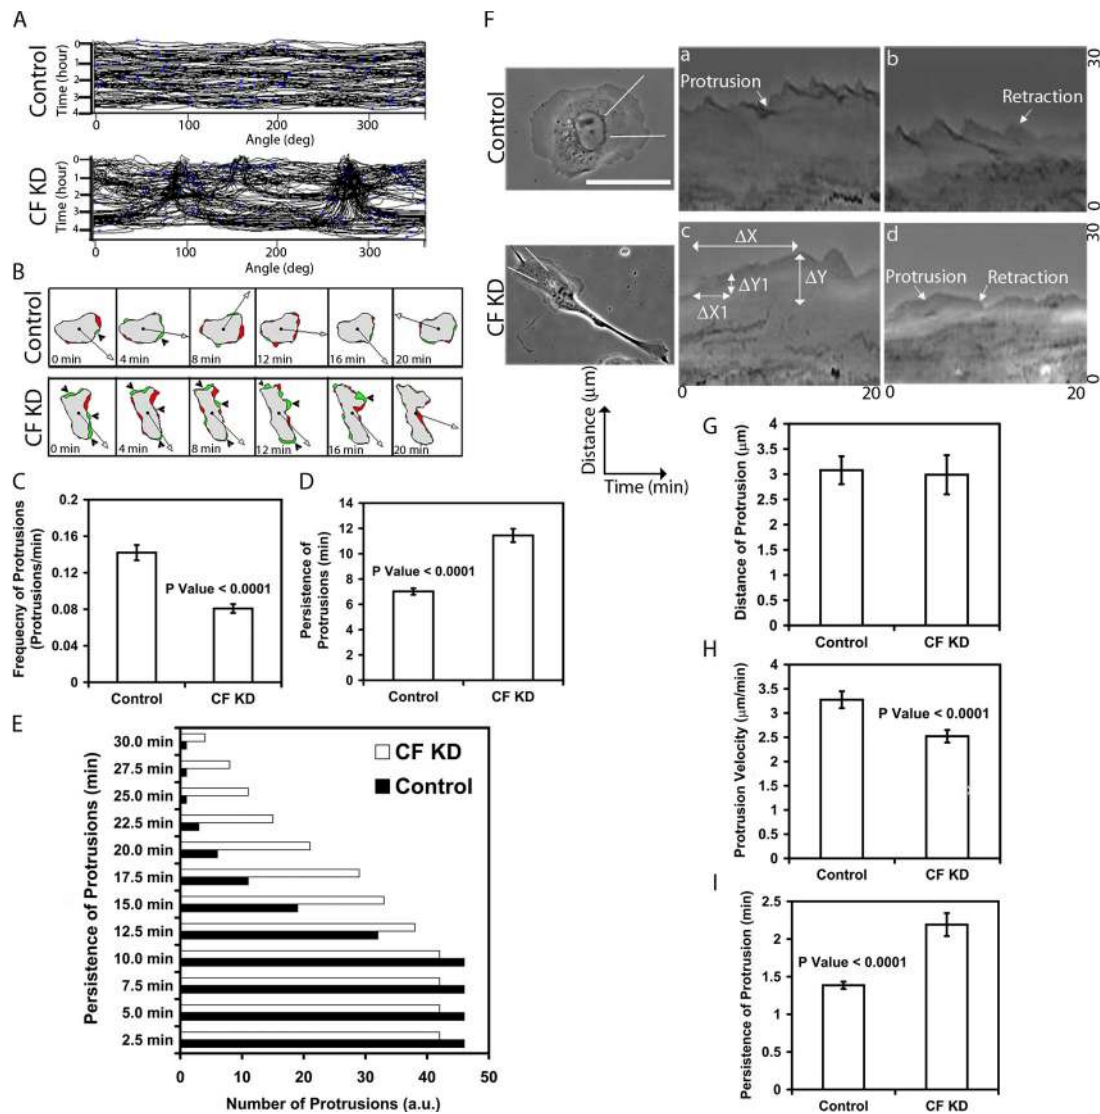 A
Control
Time (hour)
0
1
2
3
4
0 100 200 300
Angle (deg)
CF KD
Time (hour)
0
1
2
3
4
0 100 200 300
Angle (deg)
B
Control
0 min 4 min 8 min 12 min 16 min 20 min
CF KD
0 min 4 min 8 min 12 min 16 min 20 min
C
Frequecny of Protrusions
(Protrusions/min)
0.2
0.16
0.12
0.08
0.04
0
P Value < 0.0001
Control CF KD
D
Persistence of
Protrusions (min)
14
12
10
8
6
4
2
0
P Value < 0.0001
Control CF KD
E
Persistence of Protrusions (min)
30.0 min
27.5 min
25.0 min
22.5 min
20.0 min
17.5 min
15.0 min
12.5 min
10.0 min
7.5 min
5.0 min
2.5 min
CF KD
Control
0 10 20 30 40 50
Number of Protrusions (a.u.)
F
Control
a
Protrusion
b
Retraction
30
0
CF KD
c
ΔX
ΔY
ΔY1
ΔX1
d
Protrusion
Retraction
30
0
0 20 0 20
Distance (μm)
Time (min)
G
Distance of Protrusion (μm)
4
3.5
3
2.5
2
1.5
1
0.5
0
Control CF KD
H
Protrusion Velocity (μm/min)
4
3.5
3
2.5
2
1.5
1
0.5
0
P Value < 0.0001
Control CF KD
I
Persistence of Protrusion (min)
2.5
2
1.5
1
0.5
0
P Value < 0.0001
Control CF KD